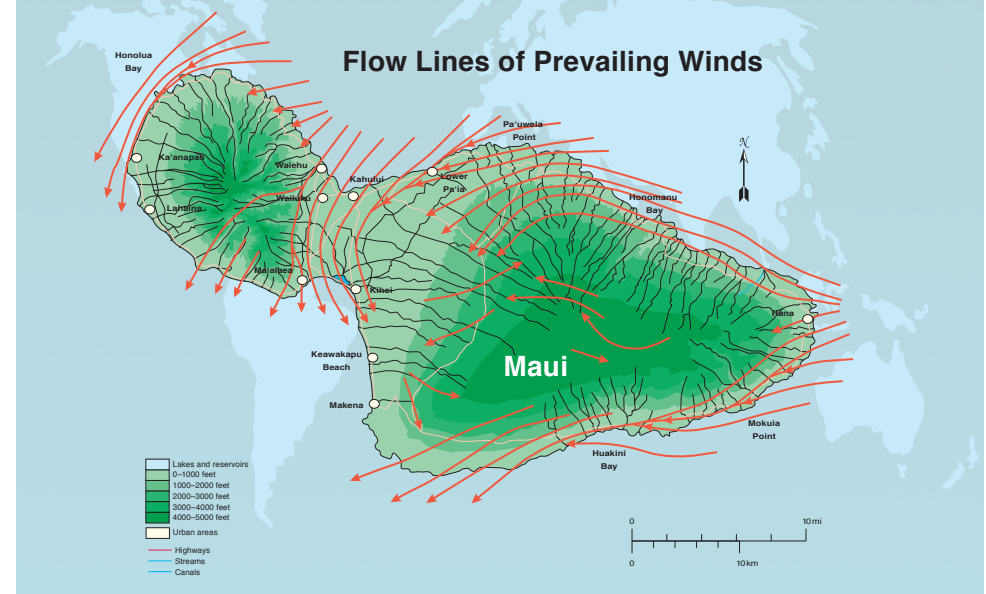 Flow Lines of Prevailing Winds
Honolua
Bay
Pa‘uwela
Point
N
Ka‘anapali
Waiehu
Kahului
Lower
Pa‘ia
Wailuku
Honomanu
Bay
Lahaina
Ma‘alaea
Kihei
Hana
Keawakapu
Beach
Maui
Makena
Mokuia
Point
Huakini
Bay
Lakes and reservoirs
0–1000 feet
1000–2000 feet
2000–3000 feet
3000–4000 feet
4000–5000 feet
Urban areas
Highways
Streams
Canals
0
10 mi
0
10 km